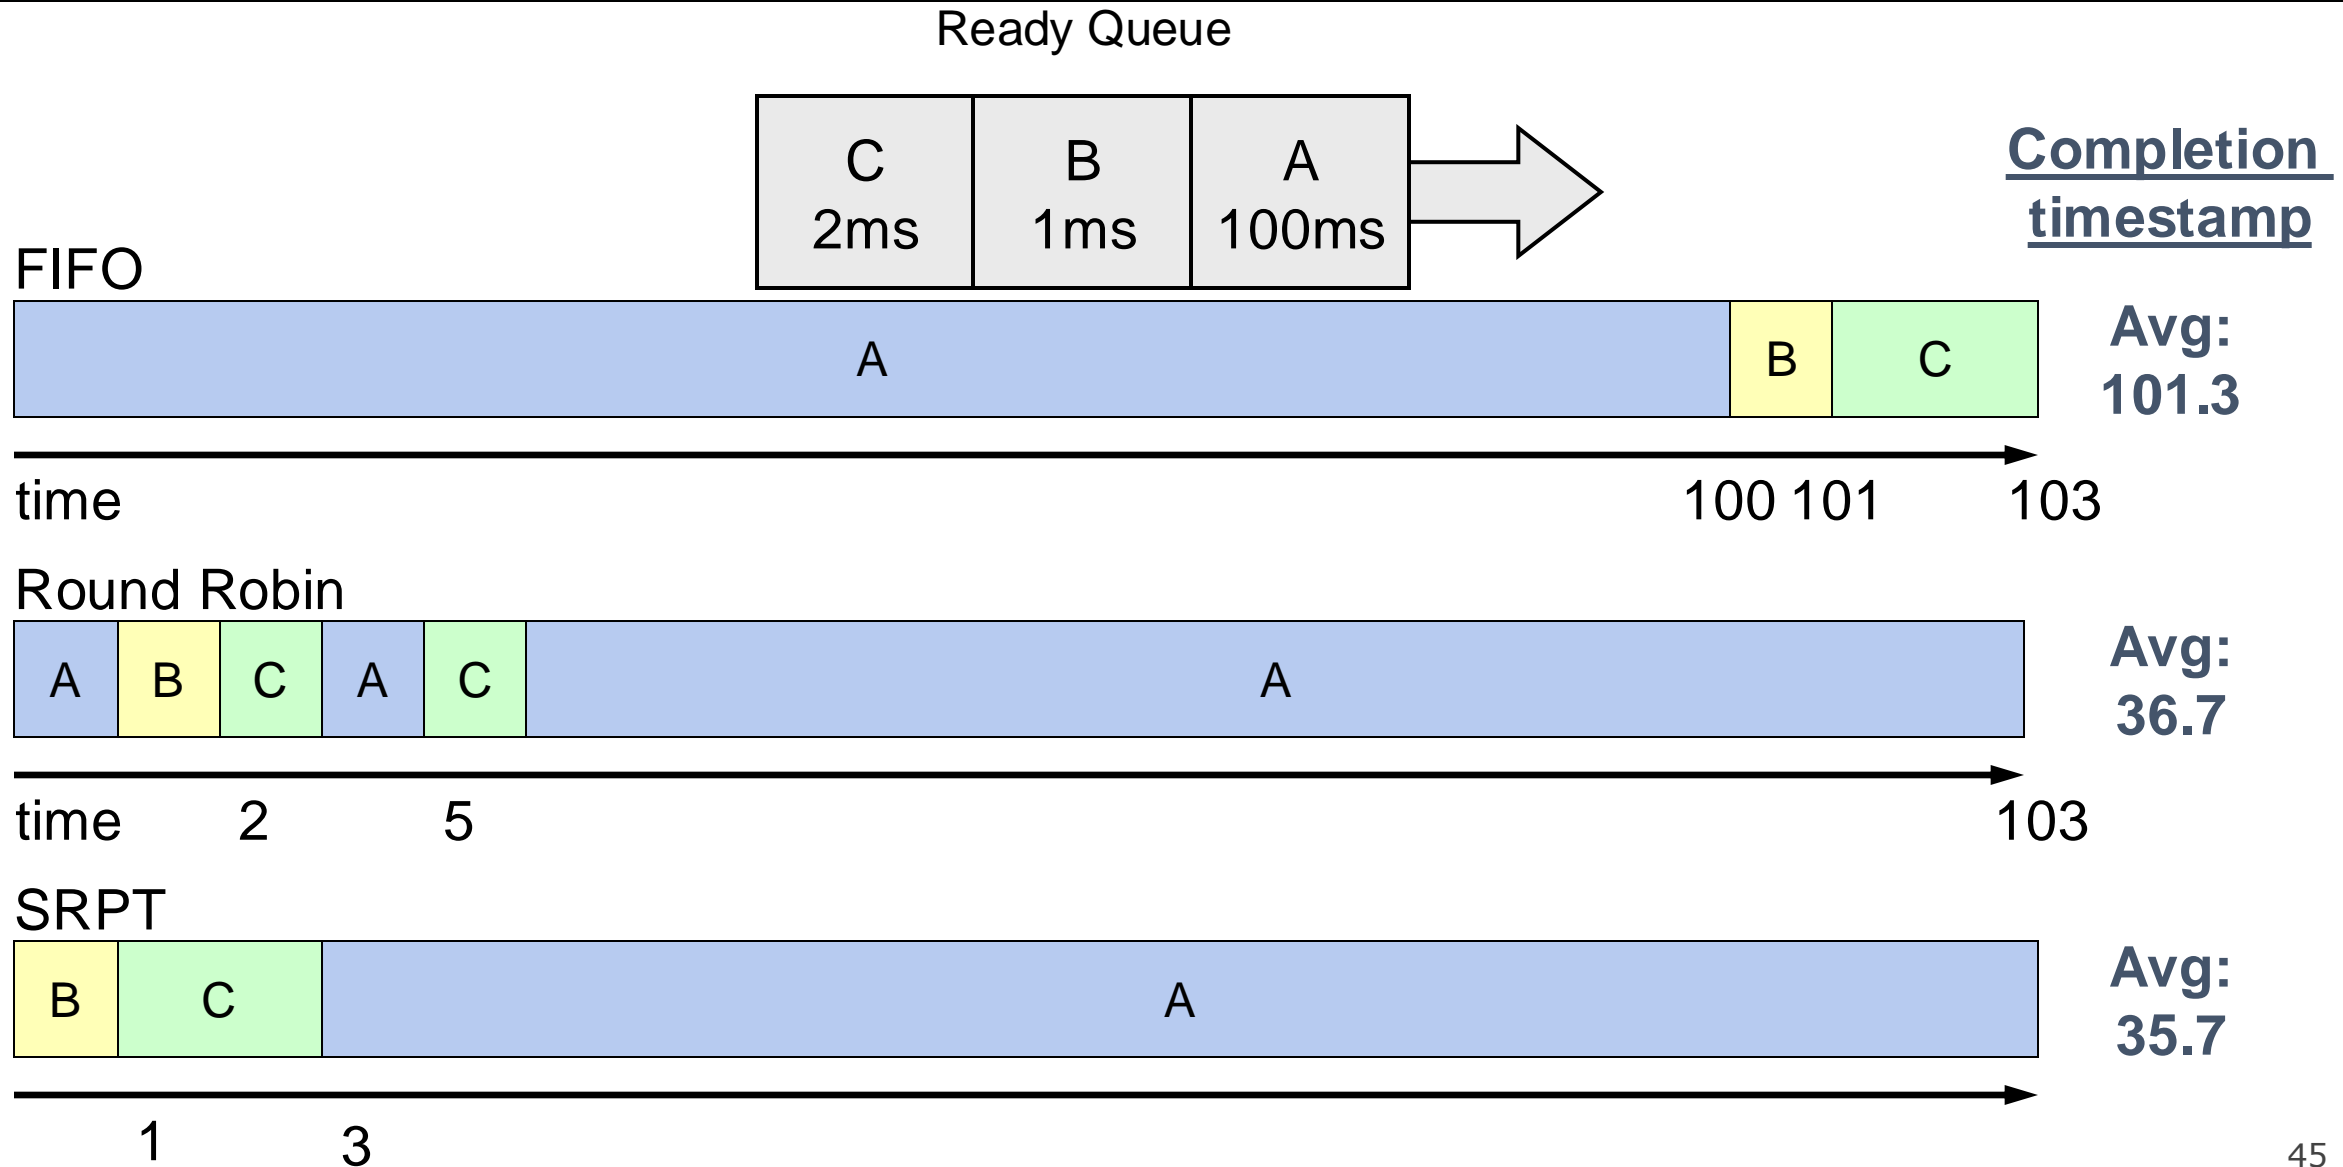 Ready Queue
C B A
2ms 1ms 100ms
Completion
timestamp
FIFO
A B C
Avg:
101.3
time 100 101 103
Round Robin
A B C A C A
Avg:
36.7
time 2 5 103
SRPT
B C A
Avg:
35.7
1 3
45